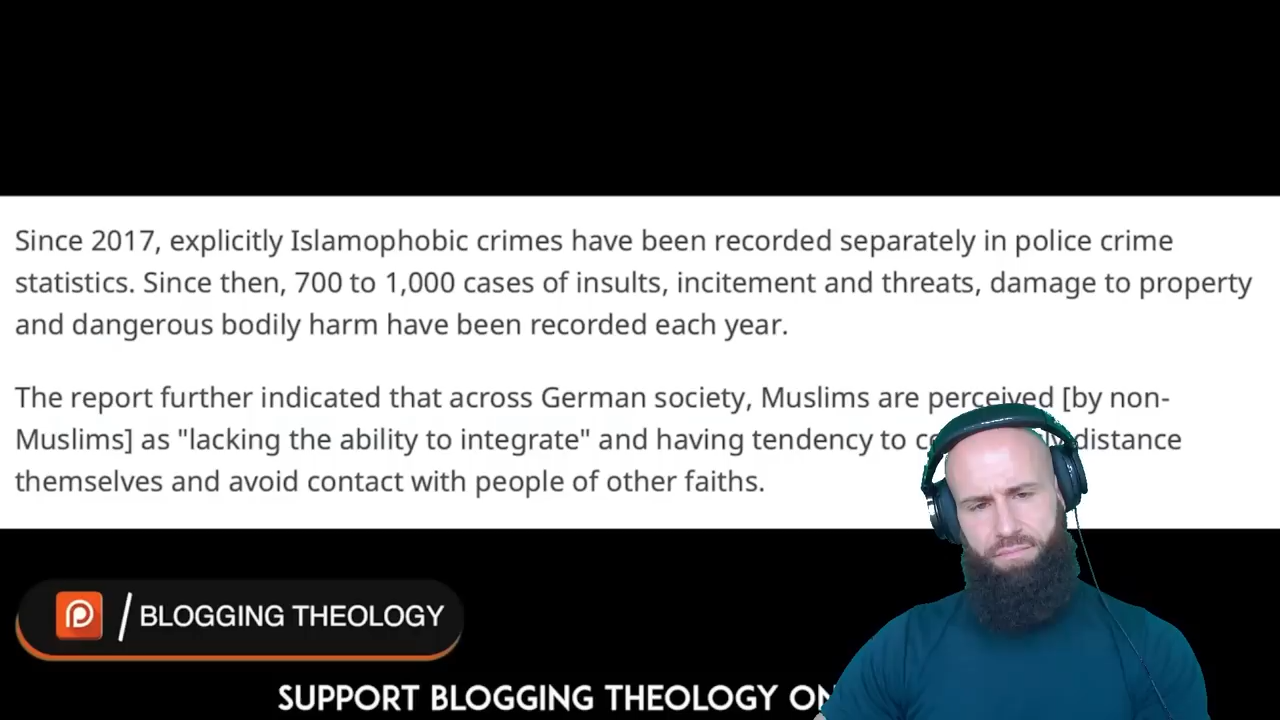 Since 2017, explicitly Islamophobic crimes have been recorded separately in police crime
statistics. Since then, 700 to 1,000 cases of insults, incitement and threats, damage to property
and dangerous bodily harm have been recorded each year.
The report further indicated that across German society, Muslims are perceived [by non-
Muslims] as "lacking the ability to integrate" and having tendency to distance
themselves and avoid contact with people of other faiths.
/ BLOGGING THEOLOGY
SUPPORT BLOGGING THEOLOGY ON